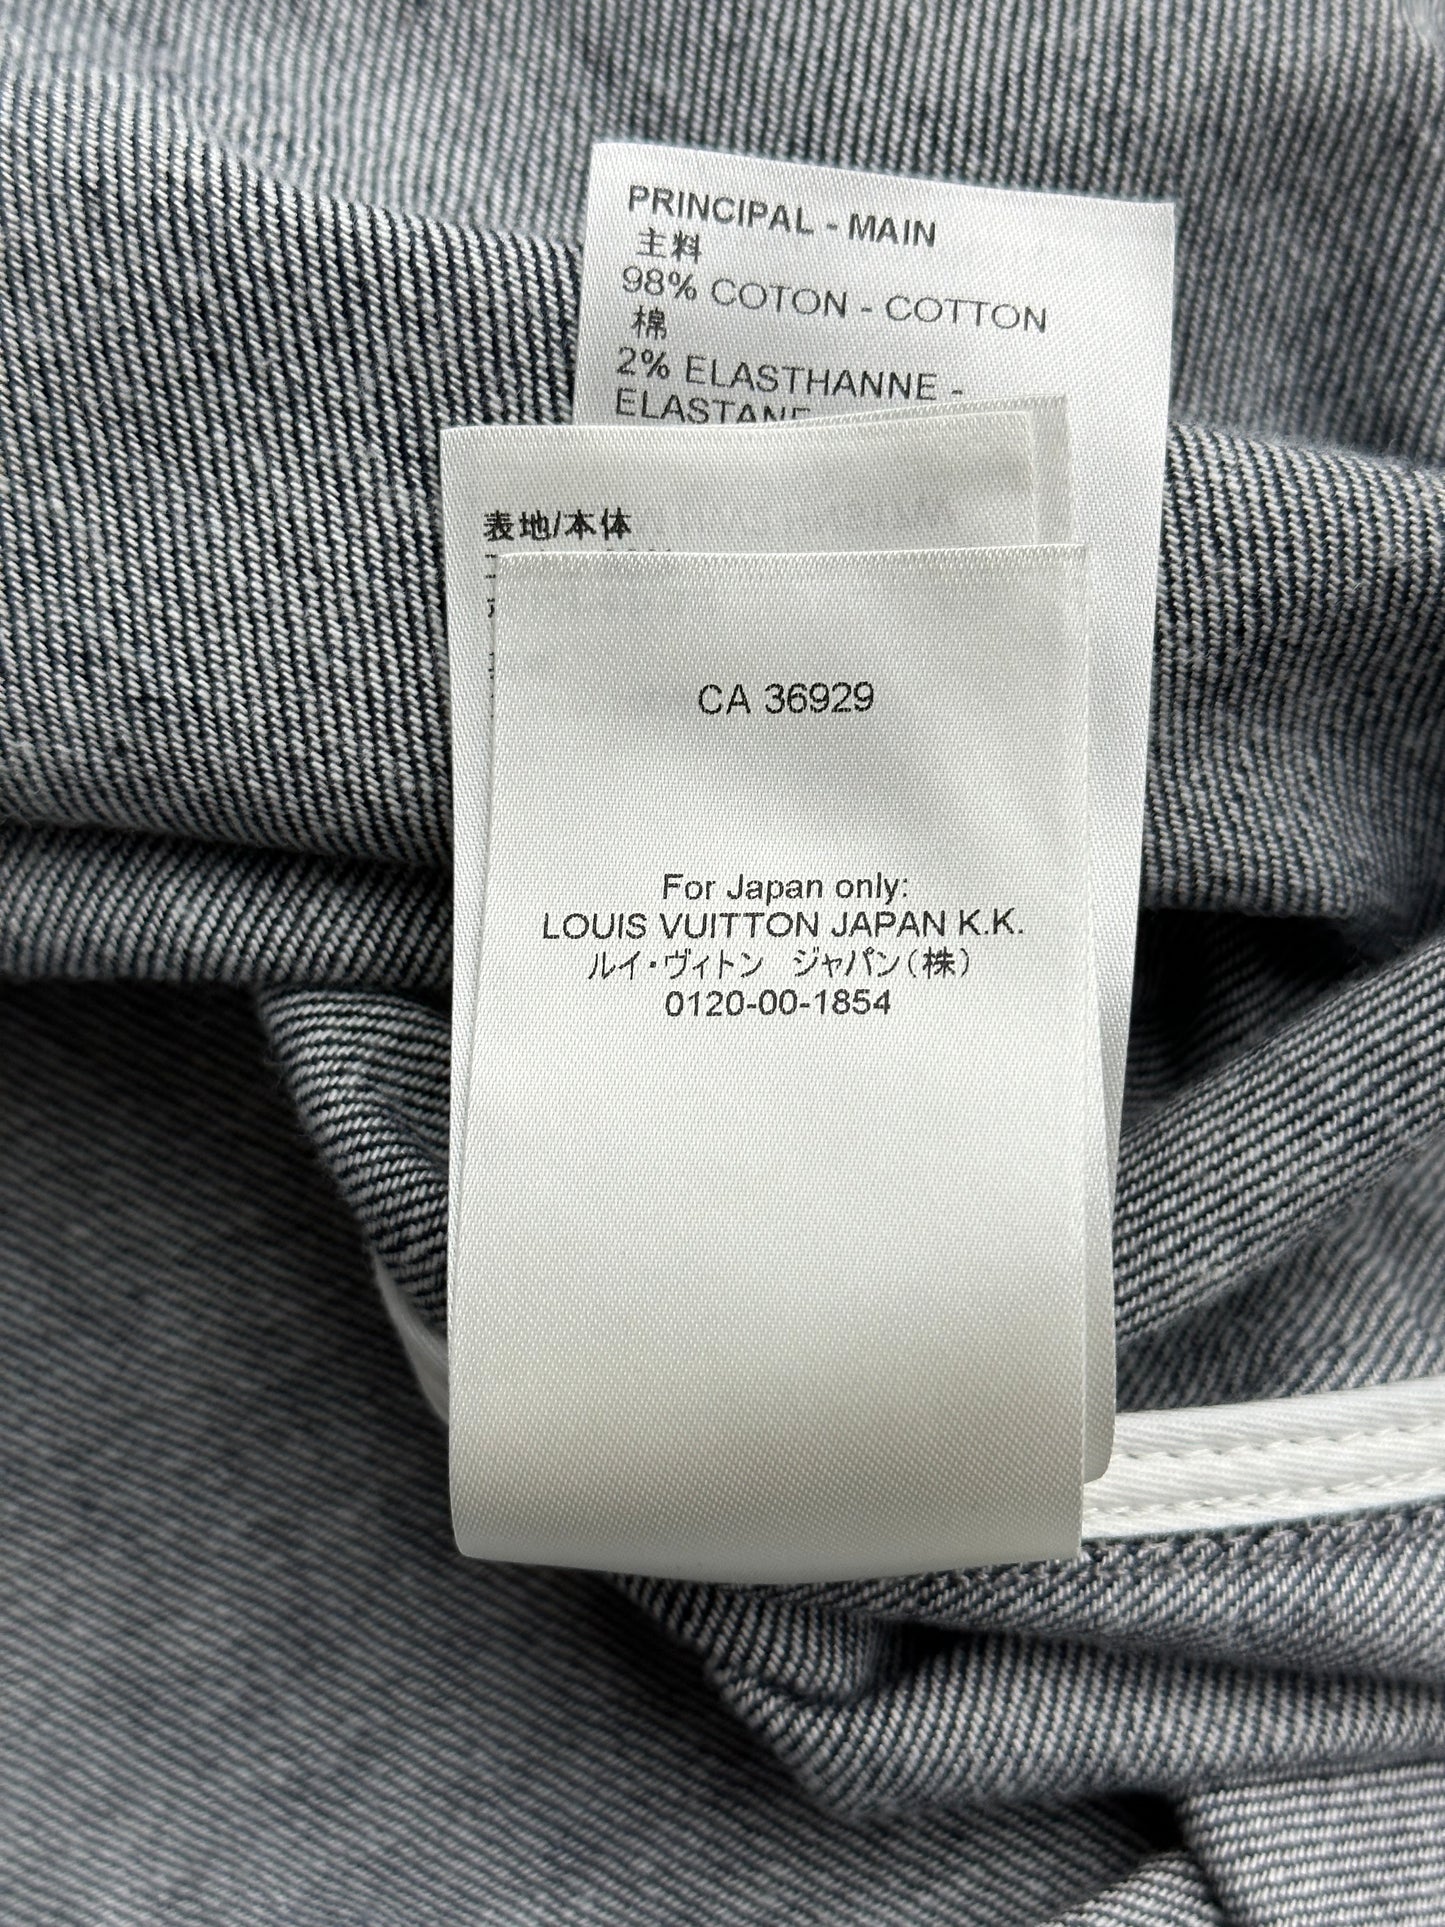 PRINCIPAL - MAIN
主料
98% COTON - COTTON
棉
2% ELASTHANNE -
ELASTANE
表地/本体
CA 36929
For Japan only:
LOUIS VUITTON JAPAN K.K.
ルイ・ヴィトン ジャパン(株)
0120-00-1854